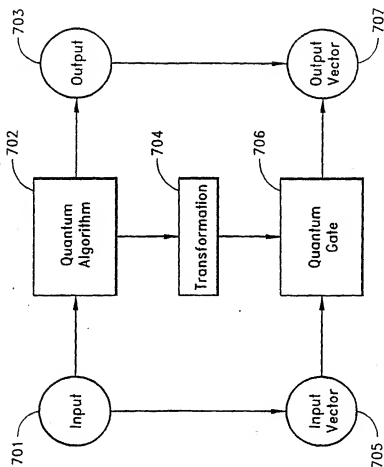 703
Output
707
Output
Vector
702
Quantum
Algorithm
704
Transformation
706
Quantum
Gate
701
Input
705
Input
Vector